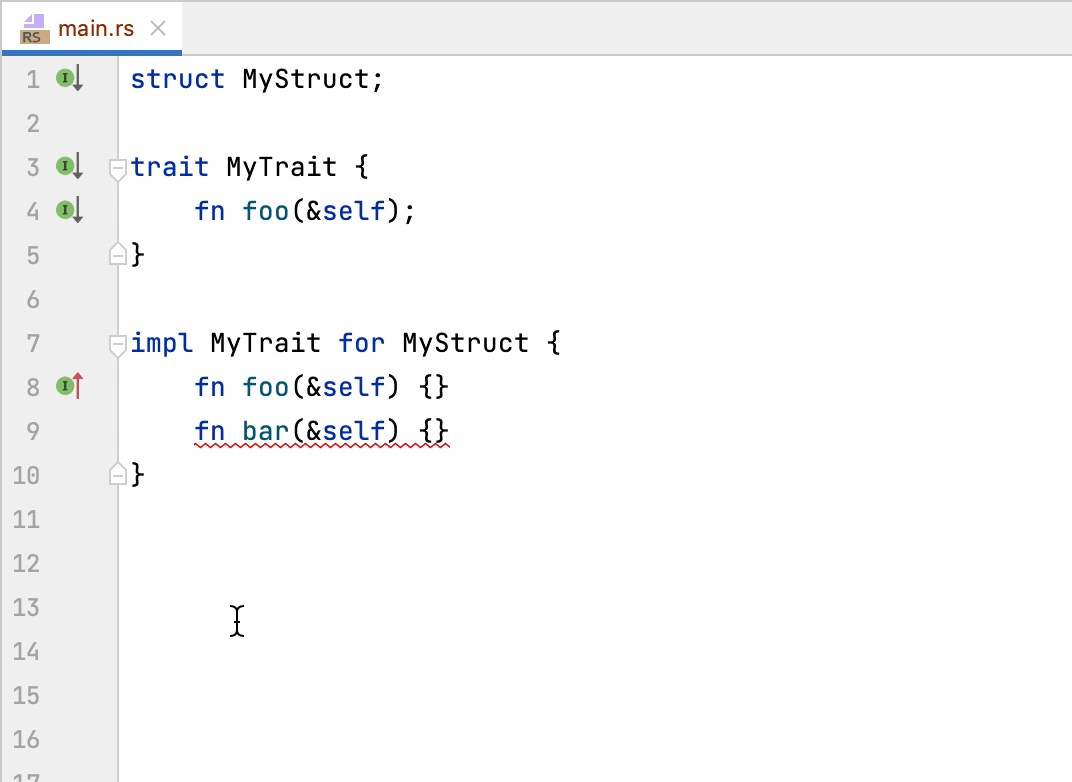 main.rs
RS
1 I struct MyStruct;
2
3 I trait MyTrait {
4 I     fn foo(&self);
5 }
6
7 impl MyTrait for MyStruct {
8 I     fn foo(&self) {}
9     fn bar(&self) {}
10 }
11
12
13
14
15
16
17